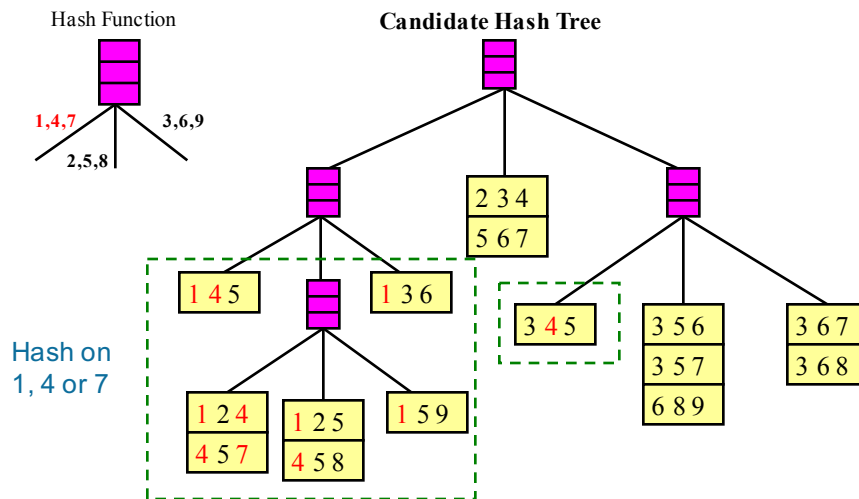 Hash Function
Candidate Hash Tree
1,4,7
2,5,8
3,6,9
2 3 4
5 6 7
1 4 5
1 3 6
3 4 5
3 5 6
3 5 7
6 8 9
3 6 7
3 6 8
Hash on
1, 4 or 7
1 2 4
4 5 7
1 2 5
4 5 8
1 5 9